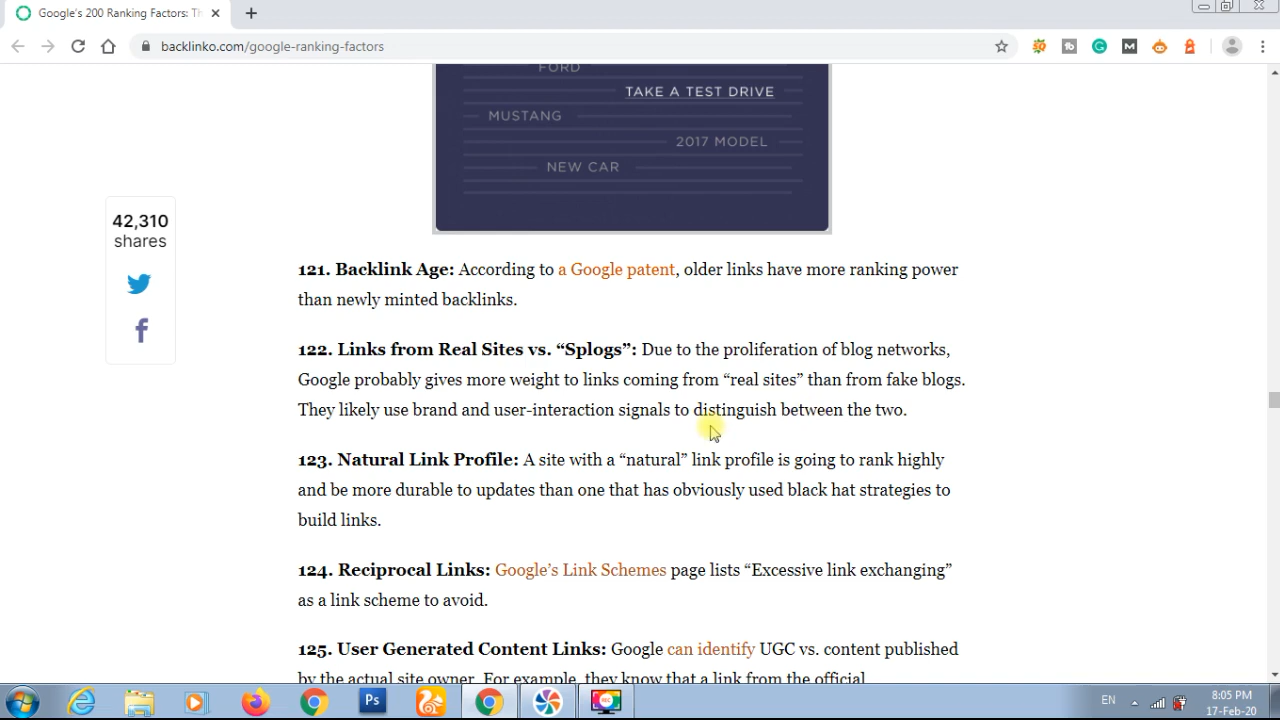 Google's 200 Ranking Factors: Th
backlinko.com/google-ranking-factors
FORD
TAKE A TEST DRIVE
MUSTANG
2017 MODEL
NEW CAR
42,310
shares
121. Backlink Age: According to a Google patent, older links have more ranking power
than newly minted backlinks.
122. Links from Real Sites vs. “Splogs”: Due to the proliferation of blog networks,
Google probably gives more weight to links coming from “real sites” than from fake blogs.
They likely use brand and user-interaction signals to distinguish between the two.
123. Natural Link Profile: A site with a “natural” link profile is going to rank highly
and be more durable to updates than one that has obviously used black hat strategies to
build links.
124. Reciprocal Links: Google’s Link Schemes page lists “Excessive link exchanging”
as a link scheme to avoid.
125. User Generated Content Links: Google can identify UGC vs. content published
by the actual site owner. For example, they know that a link from the official
Ps
REC
EN
8:05 PM
17-Feb-20